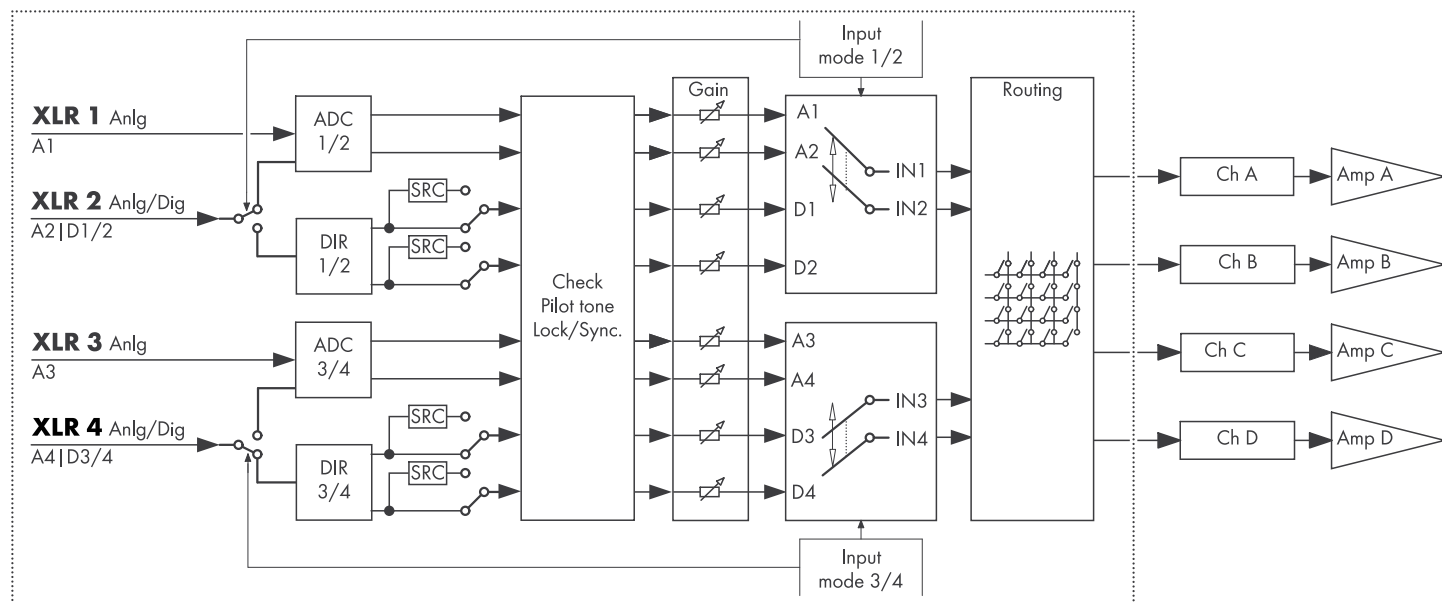 Input
mode 1/2
XLR 1 Anlg
A1
ADC
1/2
XLR 2 Anlg/Dig
A2|D1/2
DIR
1/2
SRC
SRC
XLR 3 Anlg
A3
ADC
3/4
XLR 4 Anlg/Dig
A4|D3/4
DIR
3/4
SRC
SRC
Check
Pilot tone
Lock/Sync.
Gain
A1
A2
D1
D2
IN1
IN2
A3
A4
D3
D4
IN3
IN4
Input
mode 3/4
Routing
Ch A
Amp A
Ch B
Amp B
Ch C
Amp C
Ch D
Amp D